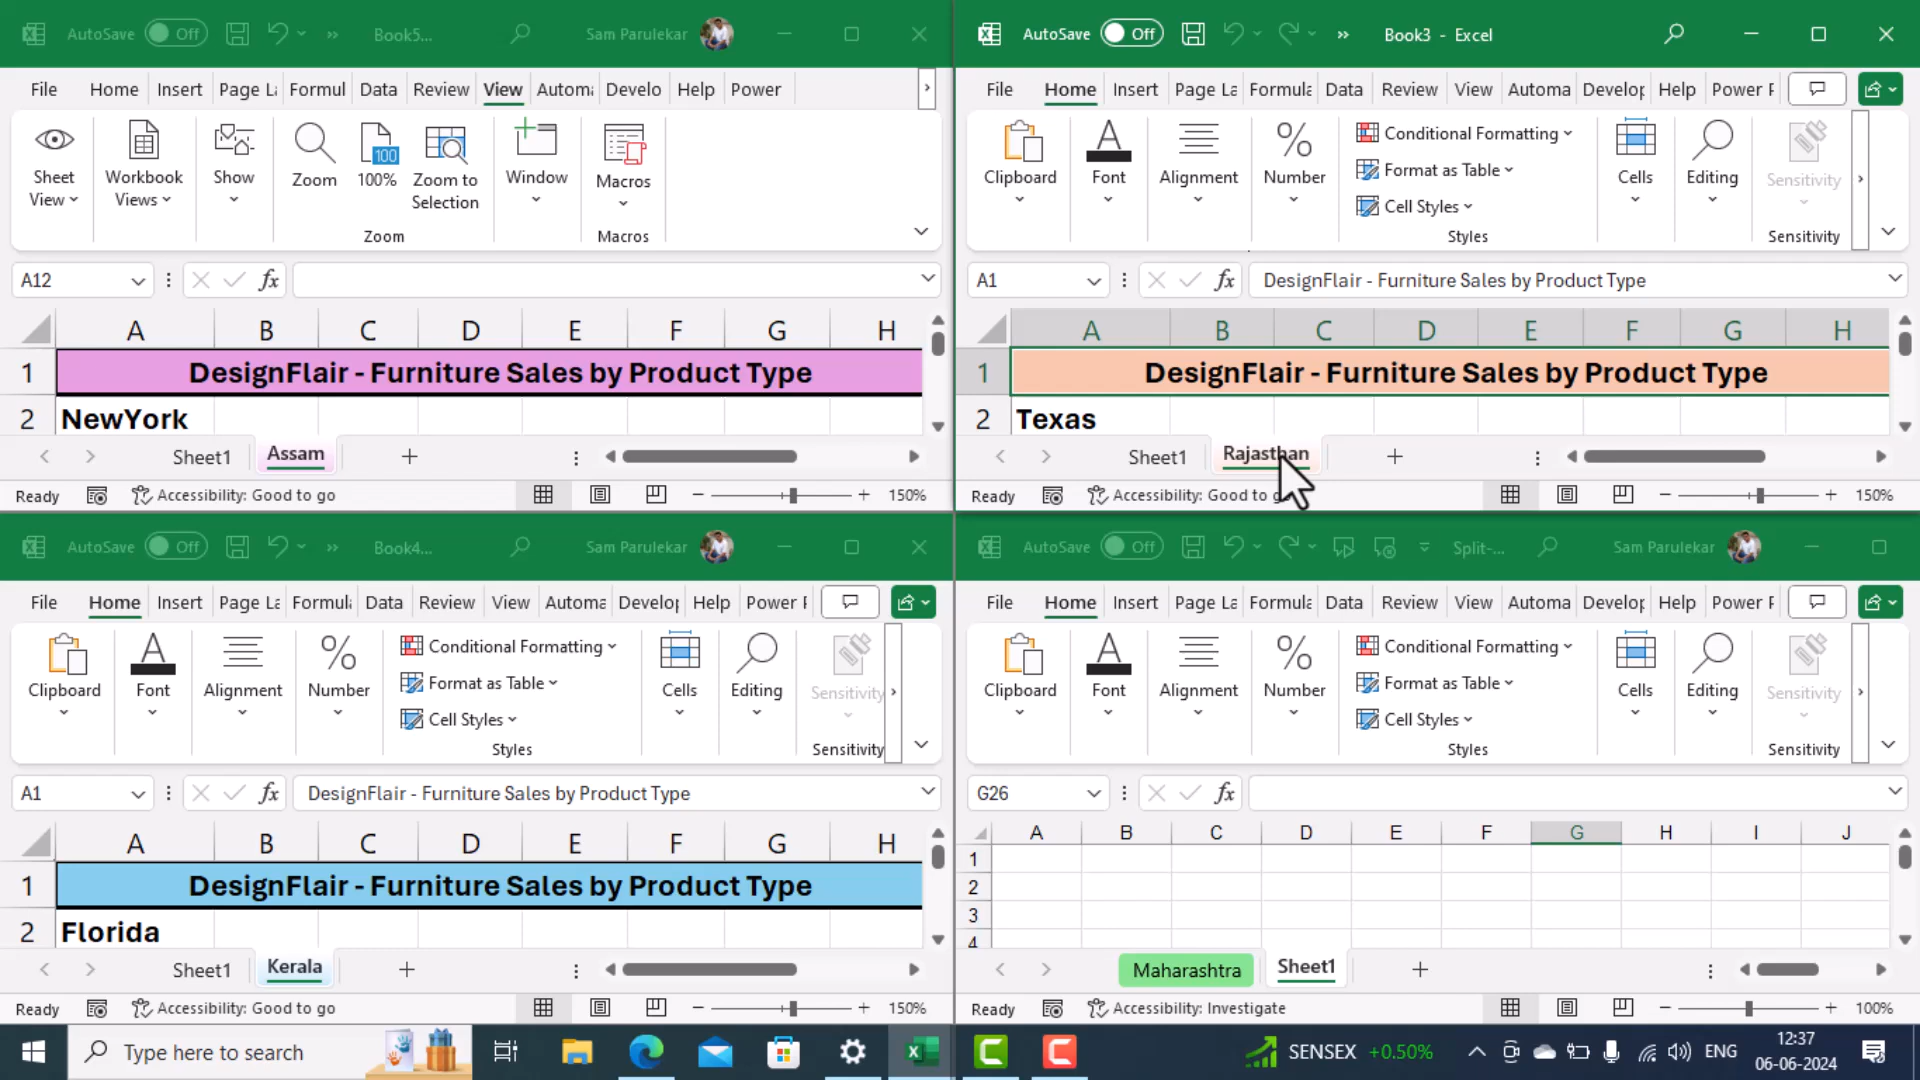 AutoSave Off » Book5... Sam Parulekar
File Home Insert Page La Formul Data Review View Automa Develo Help Power
Sheet View Workbook Views Show Zoom 100 100% Zoom to Selection Window Macros
Zoom Macros
A12 fx
A B C D E F G H
1 DesignFlair - Furniture Sales by Product Type
2 NewYork
Sheet1 Assam +
Ready Accessibility: Good to go 150%
AutoSave Off » Book3 - Excel
File Home Insert Page La Formula Data Review View Automa Develop Help Power P
Clipboard Font Alignment Number Conditional Formatting Cells Editing Sensitivity
Format as Table
Cell Styles
Styles Sensitivity
A1 fx DesignFlair - Furniture Sales by Product Type
A B C D E F G H
1 DesignFlair - Furniture Sales by Product Type
2 Texas
Sheet1 Rajasthan +
Ready Accessibility: Good to go 150%
AutoSave Off » Book4... Sam Parulekar
File Home Insert Page La Formula Data Review View Automa Develop Help Power P
Clipboard Font Alignment Number Conditional Formatting Cells Editing Sensitivity
Format as Table
Cell Styles
Styles Sensitivity
A1 fx DesignFlair - Furniture Sales by Product Type
A B C D E F G H
1 DesignFlair - Furniture Sales by Product Type
2 Florida
Sheet1 Kerala +
Ready Accessibility: Good to go 150%
AutoSave Off Split-... Sam Parulekar
File Home Insert Page La Formula Data Review View Automa Develop Help Power P
Clipboard Font Alignment Number Conditional Formatting Cells Editing Sensitivity
Format as Table
Cell Styles
Styles Sensitivity
G26 fx
A B C D E F G H I J
1
2
3
4
Maharashtra Sheet1 +
Ready Accessibility: Investigate 100%
Type here to search SENSEX +0.50% ENG 12:37
06-06-2024